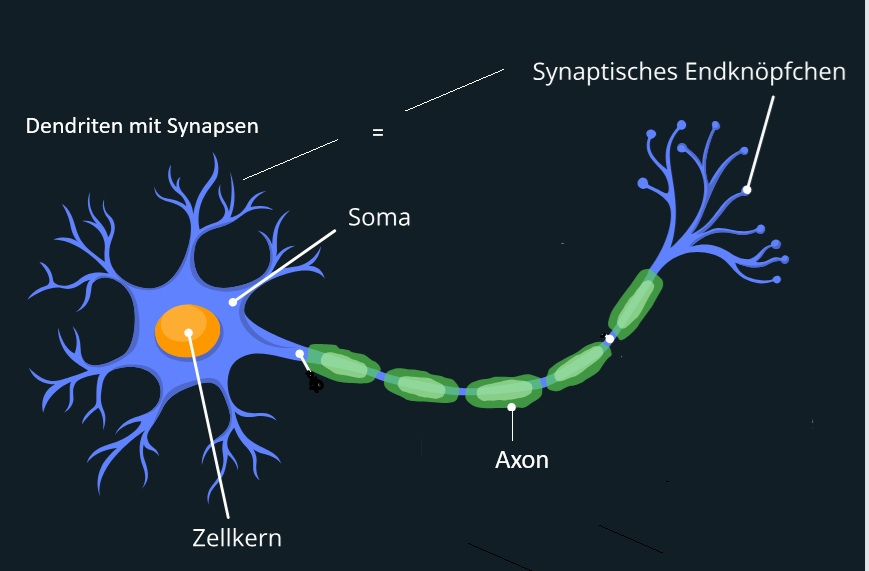 Synaptisches Endknöpfchen
Dendriten mit Synapsen
=
Soma
Axon
Zellkern